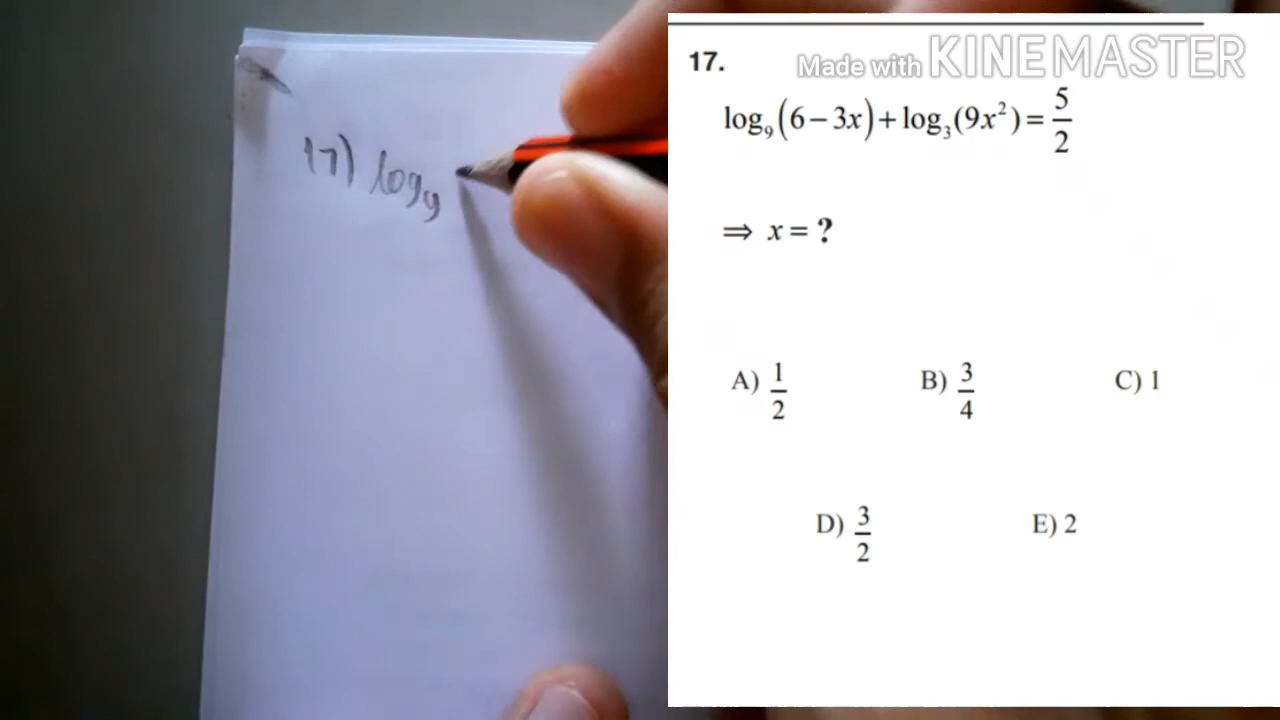 17) log₉
17.
Made with KINEMASTER
log₉(6 − 3x) + log₃(9x²) = 5/2
⇒ x = ?
A) 1/2 B) 3/4 C) 1
D) 3/2 E) 2